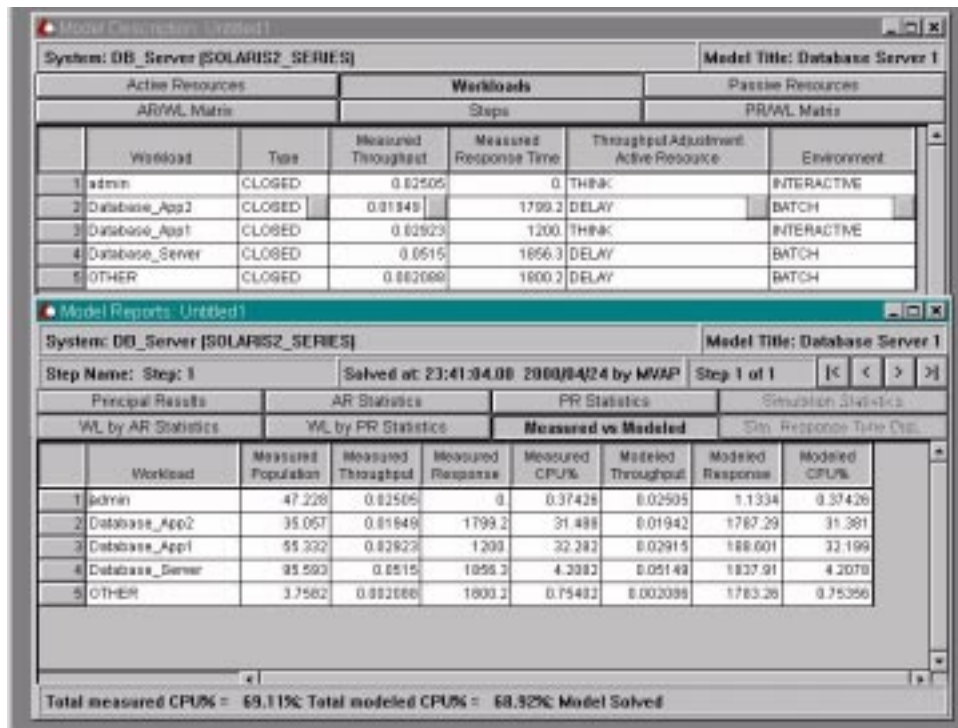 Model Description: Untitled1
System: DB_Server (SOLARIS2_SERIES) Model Title: Database Server 1
Active Resources Workloads Passive Resources
AR/WL Matrix Steps PR/WL Matrix
Workload Type Measured Throughput Measured Response Time Throughput Adjustment Active Resource Environment
1 admin CLOSED 0.02505 0. THINK INTERACTIVE
2 Database_App2 CLOSED 0.01949 1799.2 DELAY BATCH
3 Database_App1 CLOSED 0.02923 1200. THINK INTERACTIVE
4 Database_Server CLOSED 0.0515 1856.3 DELAY BATCH
5 OTHER CLOSED 0.002088 1800.2 DELAY BATCH
Model Reports: Untitled1
System: DB_Server (SOLARIS2_SERIES) Model Title: Database Server 1
Step Name: Step: 1 Solved at: 23:41:04.00 2000/04/24 by MVAP Step 1 of 1 |< < > >|
Principal Results AR Statistics PR Statistics Simulation Statistics
WL by AR Statistics WL by PR Statistics Measured vs Modeled Sim. Response Time Dist.
Workload Measured Population Measured Throughput Measured Response Measured CPU% Modeled Throughput Modeled Response Modeled CPU%
1 admin 47.228 0.02505 0. 0.37426 0.02505 1.1334 0.37426
2 Database_App2 35.057 0.01949 1799.2 31.488 0.01942 1787.29 31.381
3 Database_App1 55.332 0.02923 1200. 32.282 0.02915 188.601 32.199
4 Database_Server 95.593 0.0515 1856.3 4.2082 0.05149 1837.91 4.2078
5 OTHER 3.7582 0.002088 1800.2 0.75402 0.002086 1783.26 0.75356
Total measured CPU% = 69.11%; Total modeled CPU% = 68.92%; Model Solved